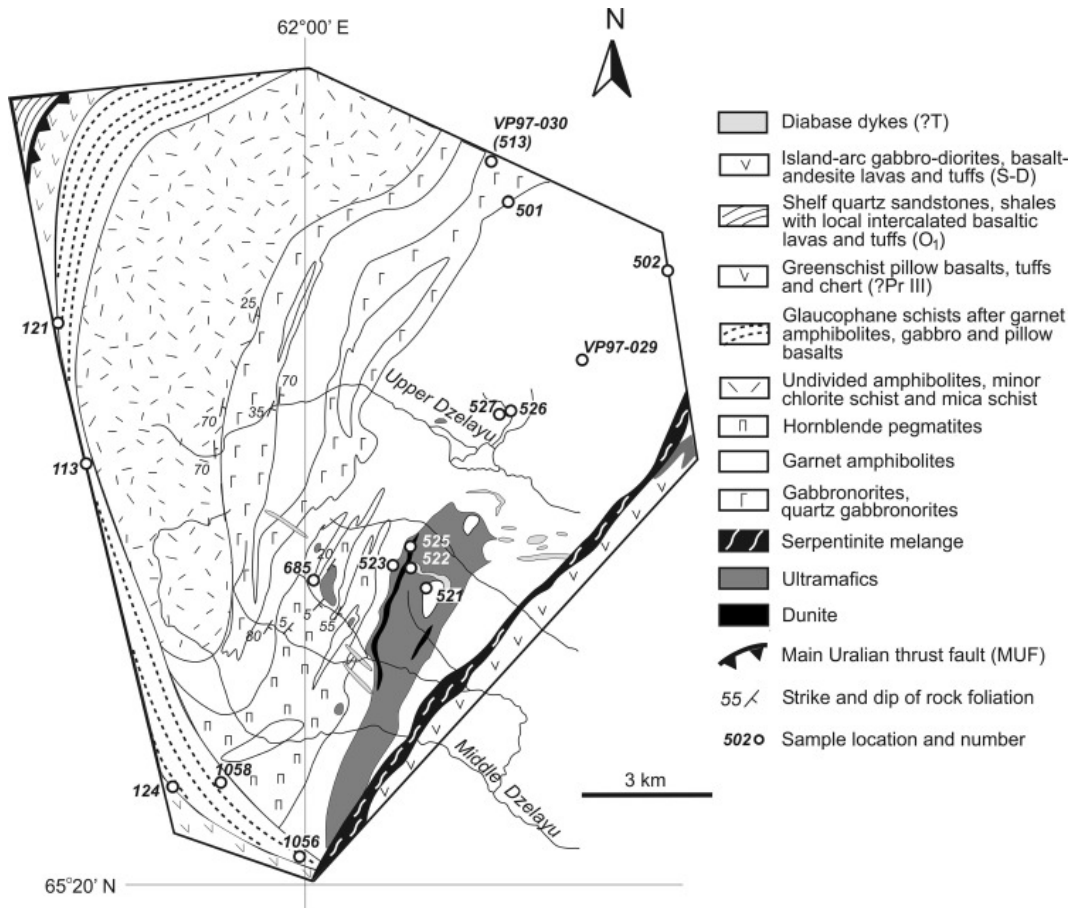 62°00' E
N
VP97-030
(513)
501
502
121
25
VP97-029
70
35
Upper Dzelayu
527
526
70
70
113
525
20
523
522
685
521
5
5
55
80
3 km
1058
124
Middle Dzelayu
1056
65°20' N
Diabase dykes (?T)
Island-arc gabbro-diorites, basalt-
andesite lavas and tuffs (S-D)
Shelf quartz sandstones, shales
with local intercalated basaltic
lavas and tuffs (O₁)
Greenschist pillow basalts, tuffs
and chert (?Pr III)
Glaucophane schists after garnet
amphibolites, gabbro and pillow
basalts
Undivided amphibolites, minor
chlorite schist and mica schist
Hornblende pegmatites
Garnet amphibolites
Gabbronorites,
quartz gabbronorites
Serpentinite melange
Ultramafics
Dunite
Main Uralian thrust fault (MUF)
55 Strike and dip of rock foliation
502 Sample location and number